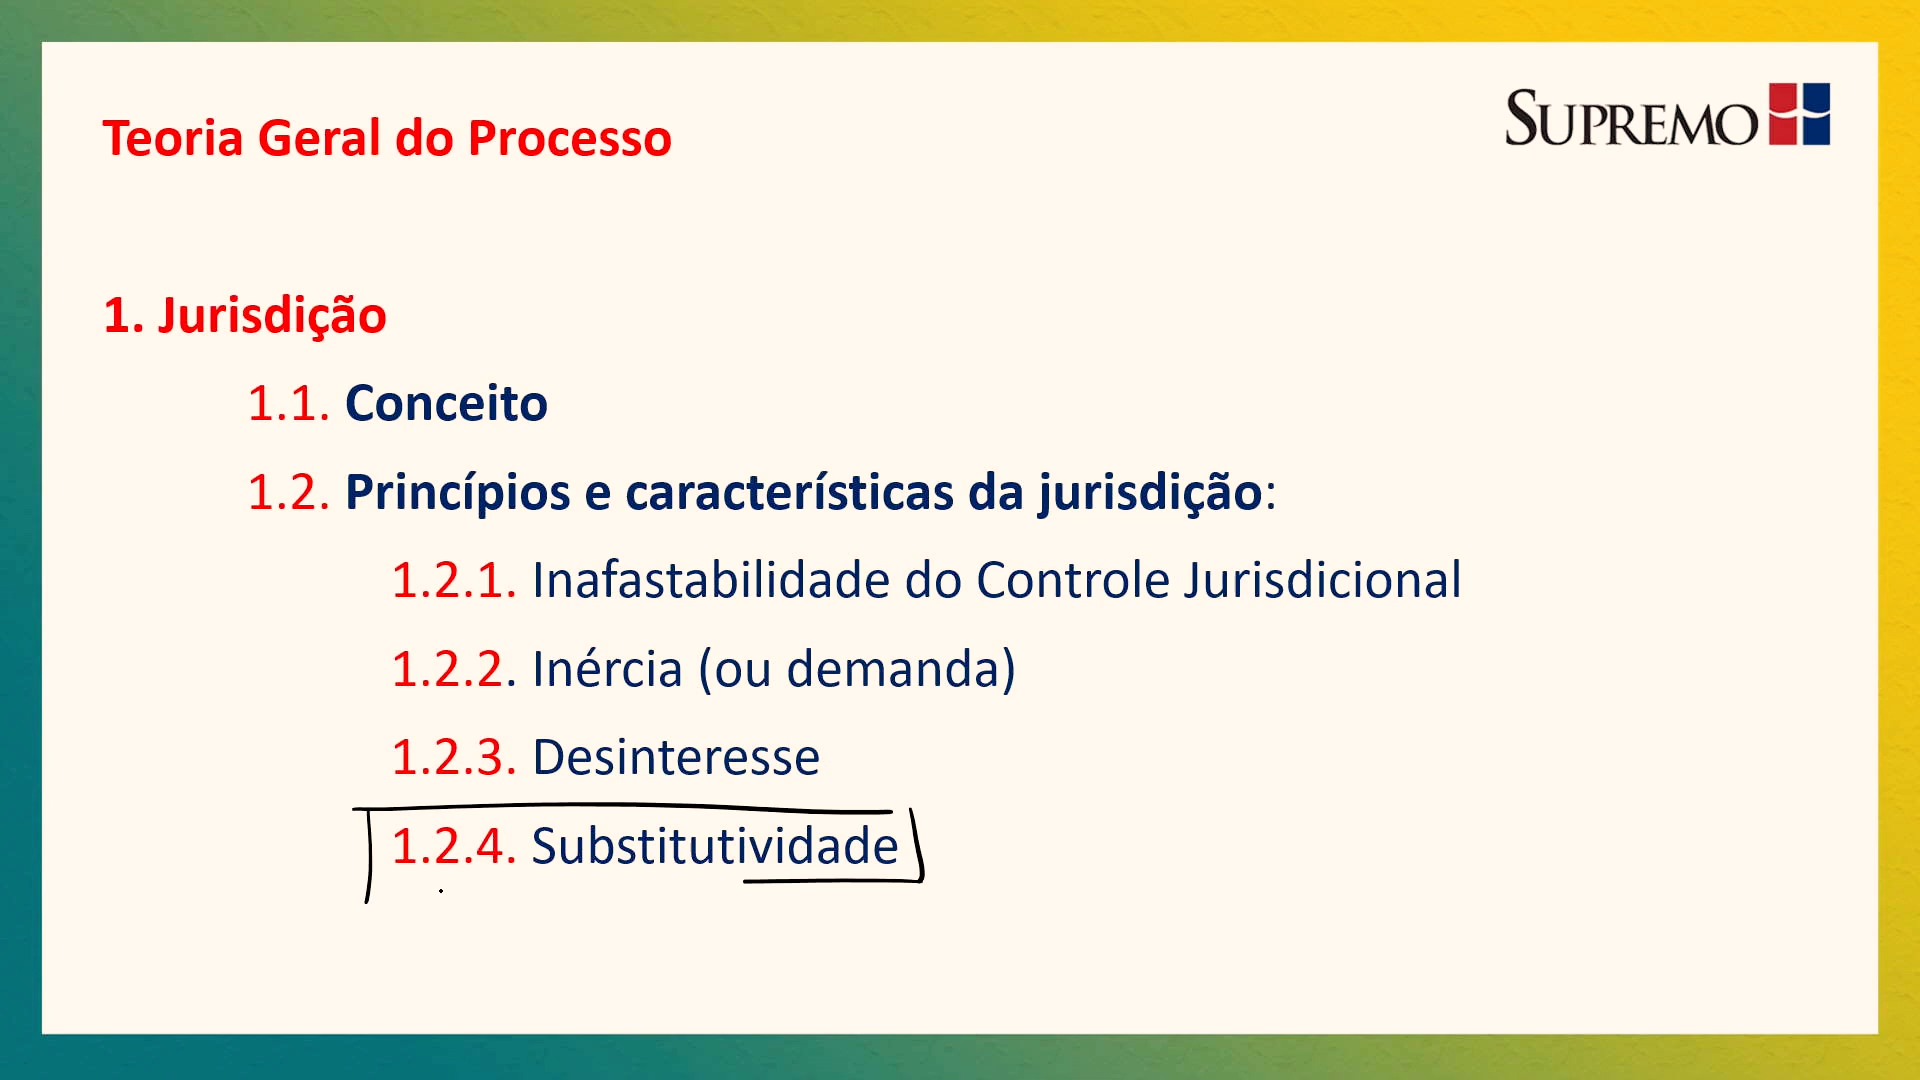 Teoria Geral do Processo
SUPREMO
1. Jurisdição
1.1. Conceito
1.2. Princípios e características da jurisdição:
1.2.1. Inafastabilidade do Controle Jurisdicional
1.2.2. Inércia (ou demanda)
1.2.3. Desinteresse
1.2.4. Substitutividade